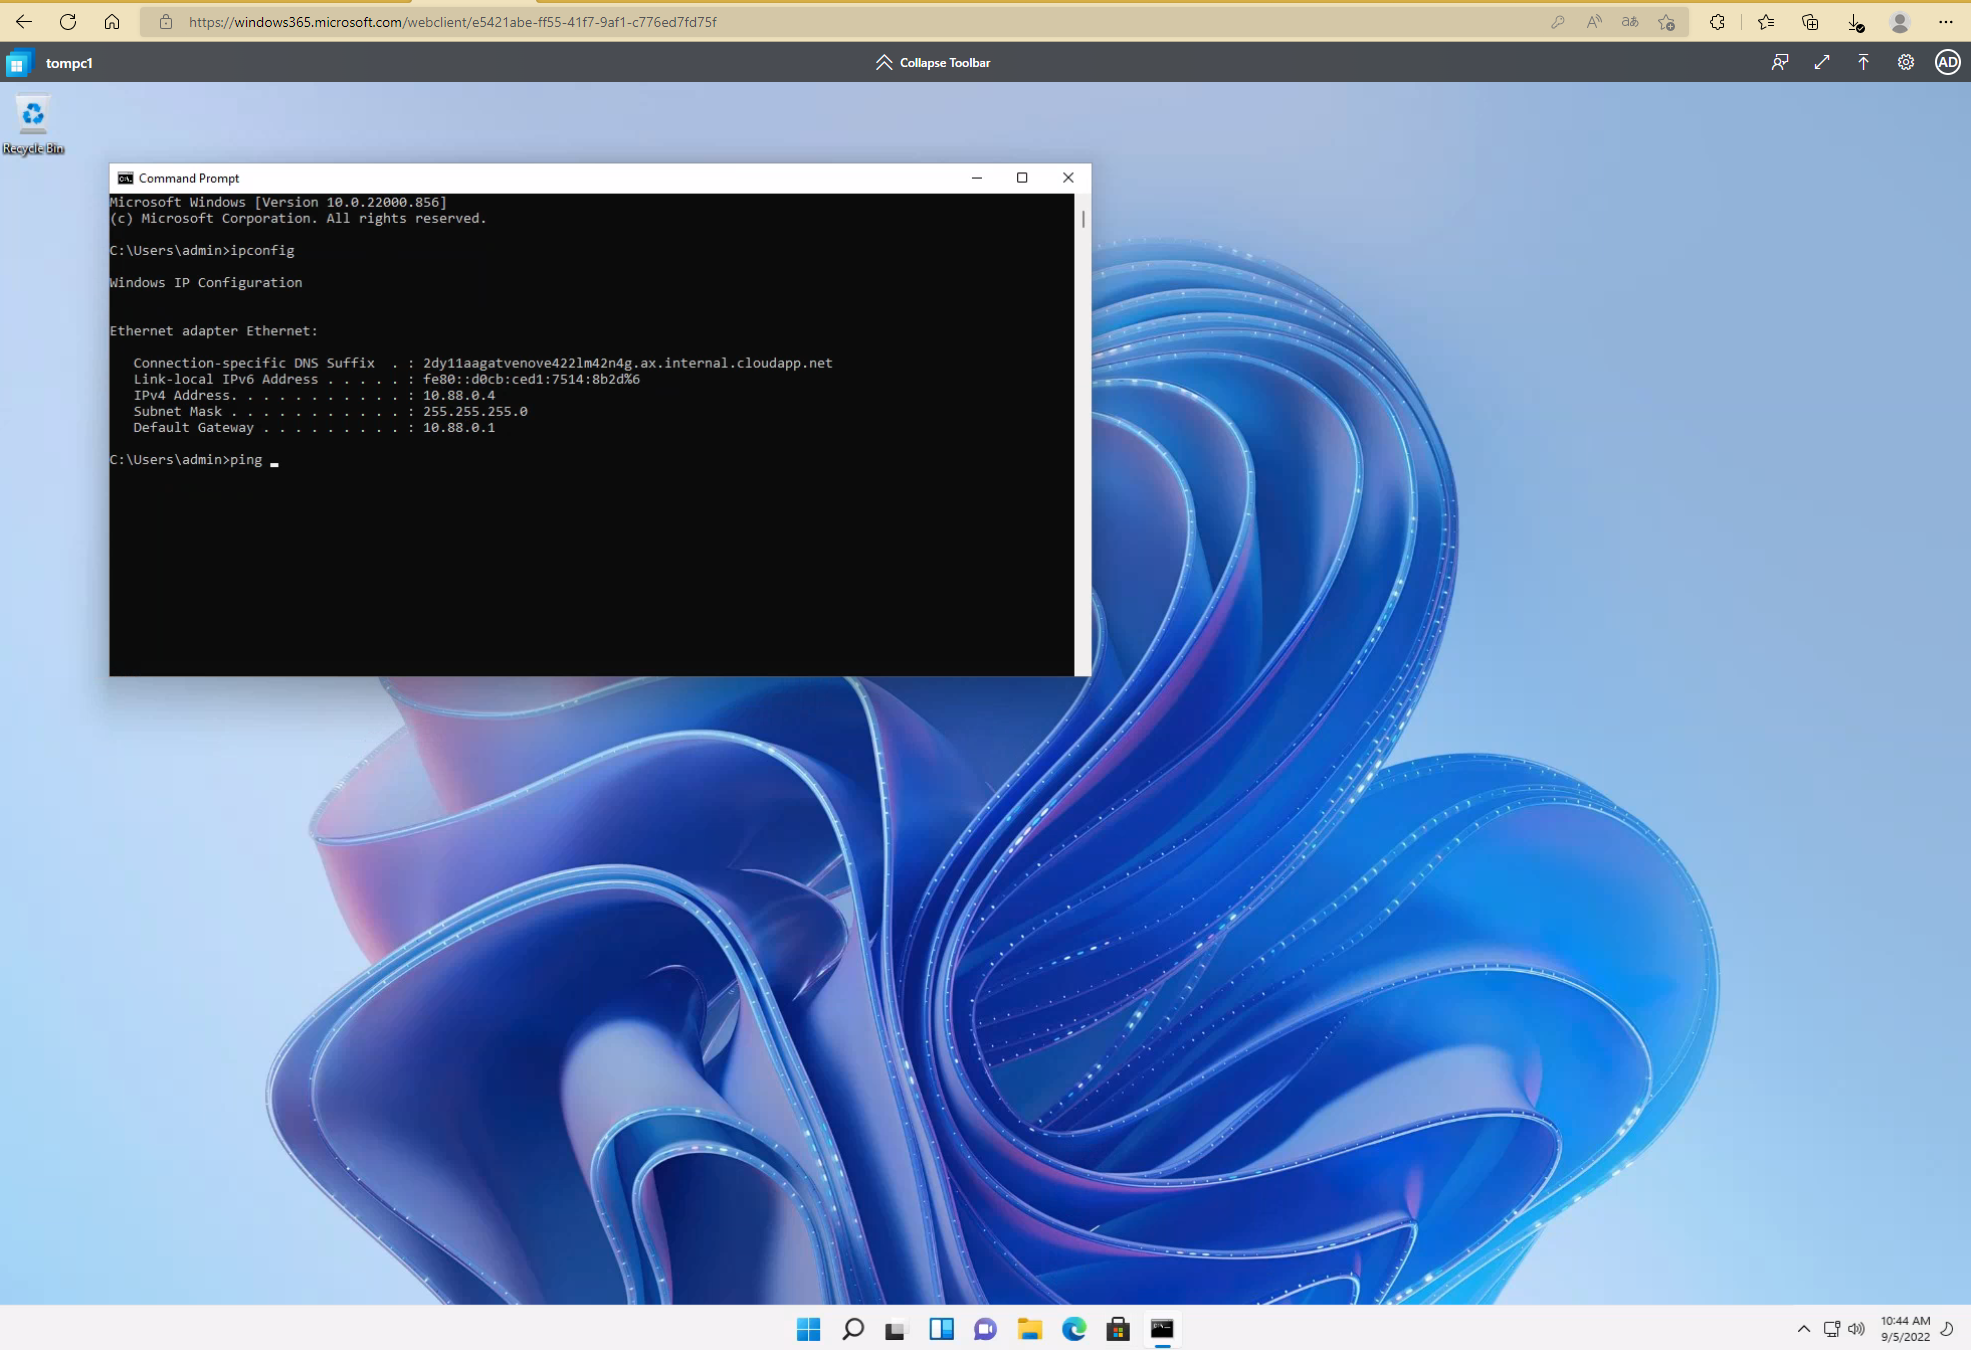 https://windows365.microsoft.com/webclient/e5421abe-ff55-41f7-9af1-c776ed7fd75f
tompc1
Collapse Toolbar
AD
Recycle Bin
Command Prompt
Microsoft Windows [Version 10.0.22000.856]
(c) Microsoft Corporation. All rights reserved.
C:\Users\admin>ipconfig
Windows IP Configuration
Ethernet adapter Ethernet:
Connection-specific DNS Suffix  . : 2dy11aagatvenove422lm42n4g.ax.internal.cloudapp.net
Link-local IPv6 Address . . . . . : fe80::d0cb:ced1:7514:8b2d%6
IPv4 Address. . . . . . . . . . . : 10.88.0.4
Subnet Mask . . . . . . . . . . . : 255.255.255.0
Default Gateway . . . . . . . . . : 10.88.0.1
C:\Users\admin>ping _
10:44 AM
9/5/2022